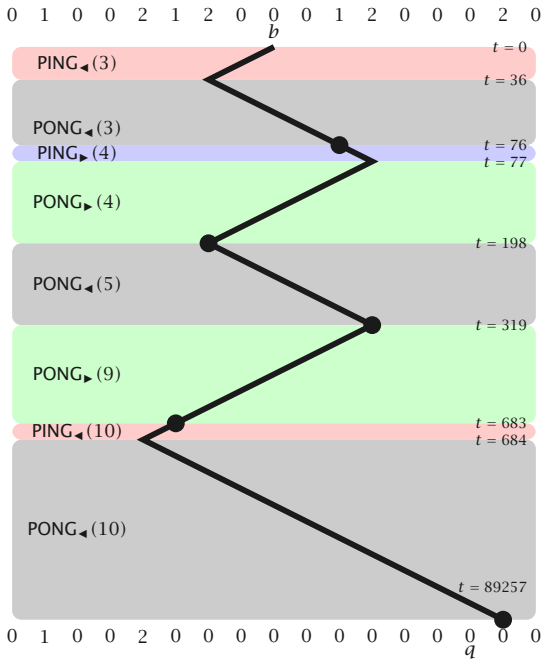 0 1 0 0 2 1 2 0 0 0 1 2 0 0 0 2 0
b
t = 0
PING◄(3)
t = 36
PONG◄(3)
t = 76
PING►(4)
t = 77
PONG►(4)
t = 198
PONG◄(5)
t = 319
PONG►(9)
t = 683
PING◄(10)
t = 684
PONG◄(10)
t = 89257
0 1 0 0 2 0 0 0 0 0 0 0 0 0 0 0 0
q